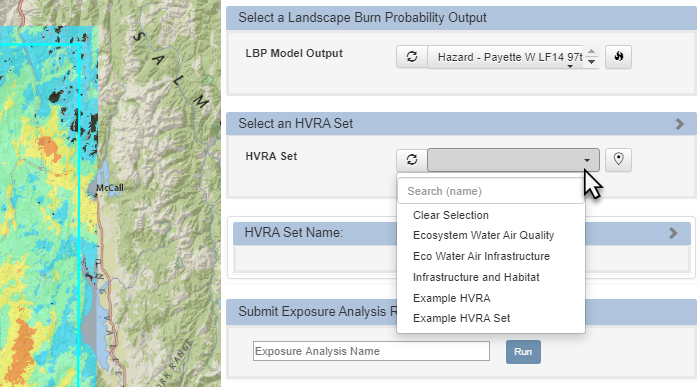 Select a Landscape Burn Probability Output
LBP Model Output
Hazard - Payette W LF14 97t
Select an HVRA Set
HVRA Set
Search (name)
Clear Selection
Ecosystem Water Air Quality
Eco Water Air Infrastructure
Infrastructure and Habitat
Example HVRA
Example HVRA Set
HVRA Set Name:
Submit Exposure Analysis R
Exposure Analysis Name
Run
S A L M
McCall
L O N G V A L L E Y
ORK RANGE